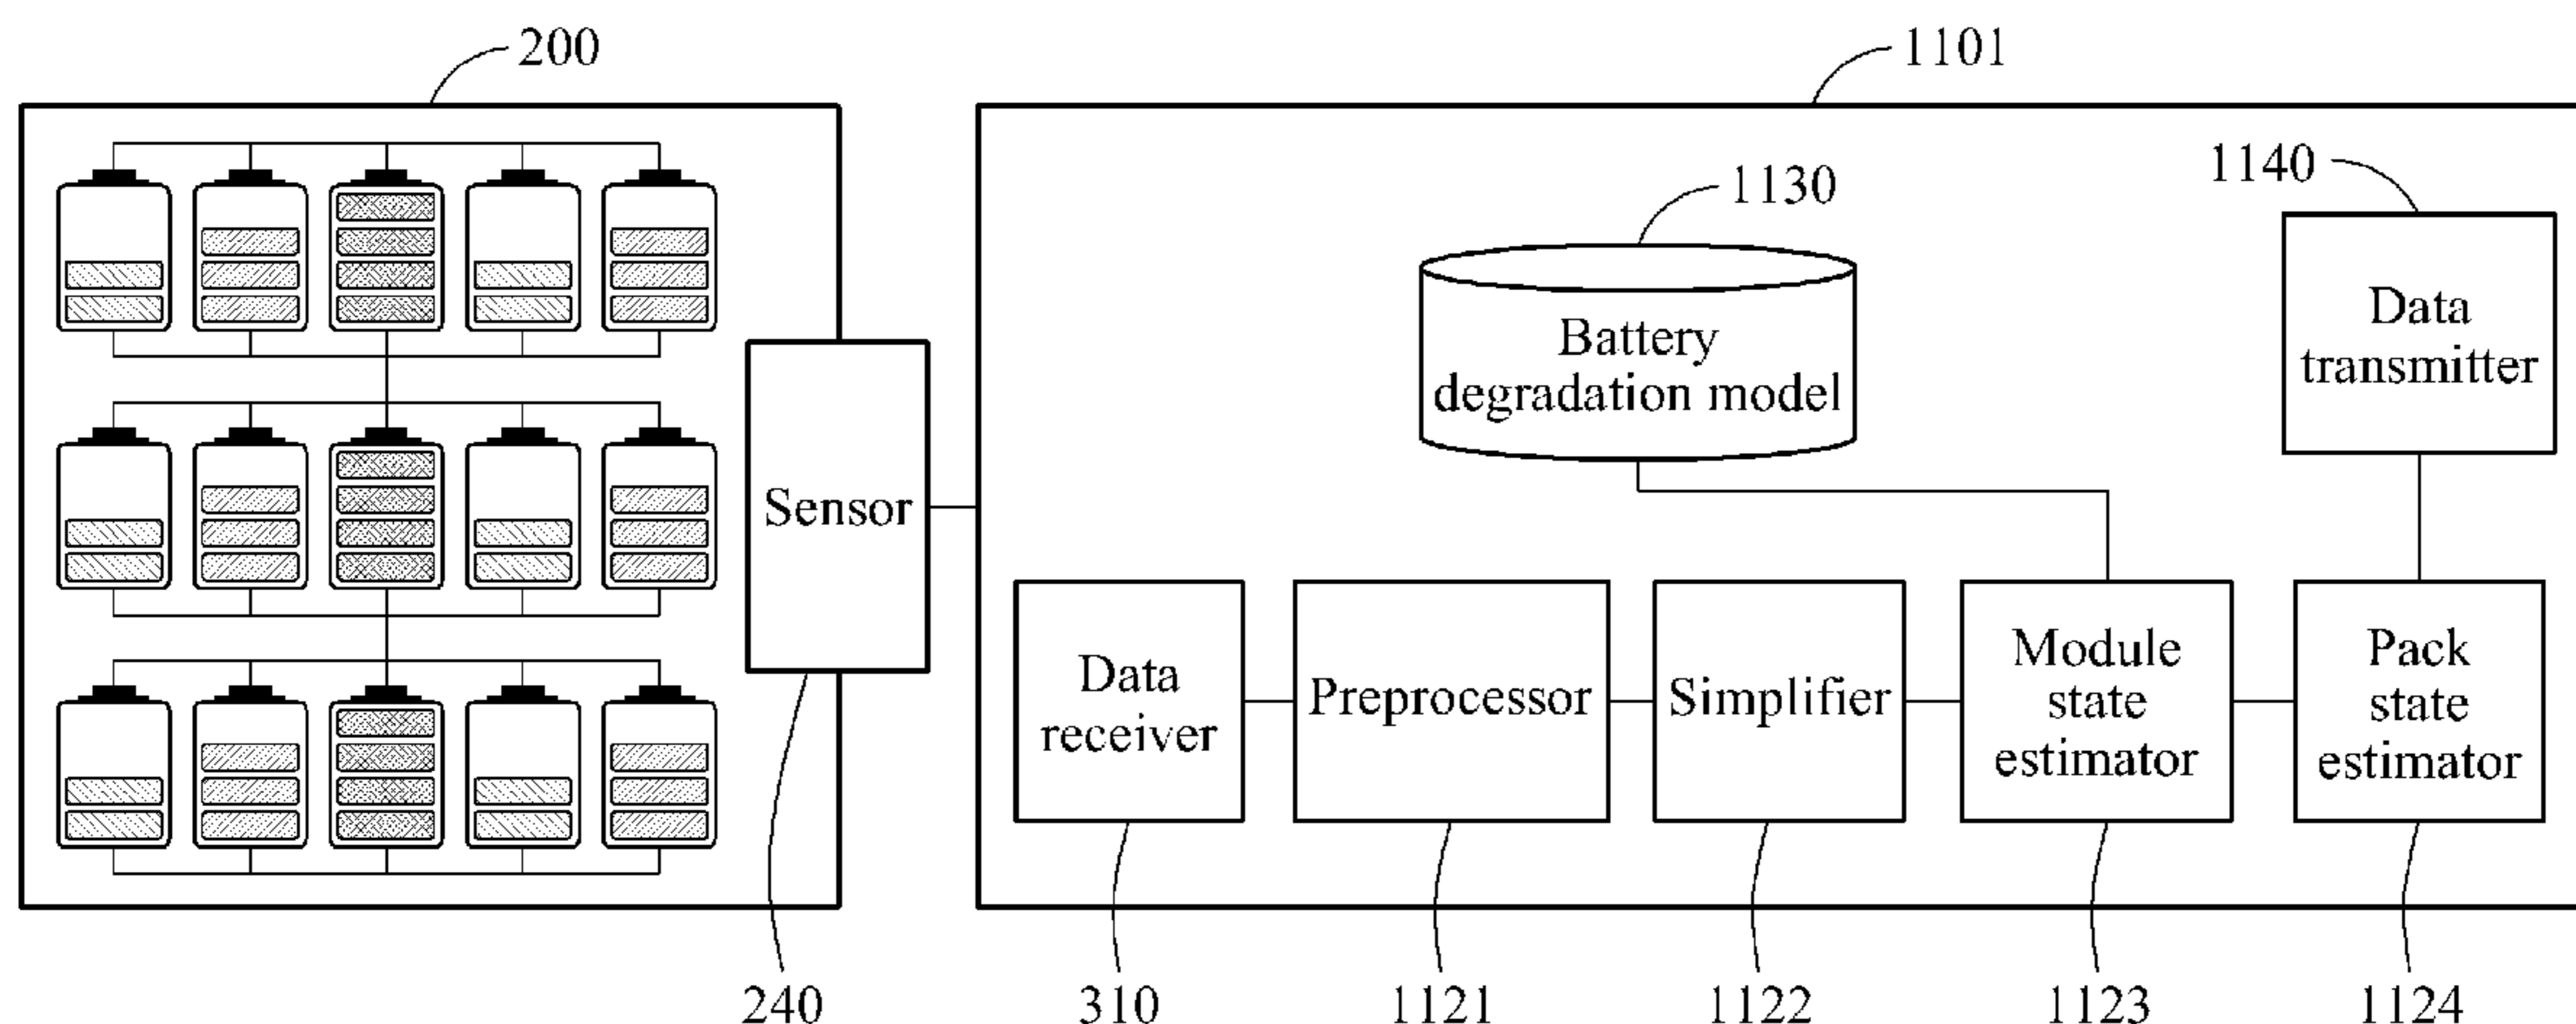 200
1101
1140
1130
Data
transmitter
Battery
degradation model
Sensor
Data
receiver
Preprocessor
Simplifier
Module
state
estimator
Pack
state
estimator
240
310
1121
1122
1123
1124